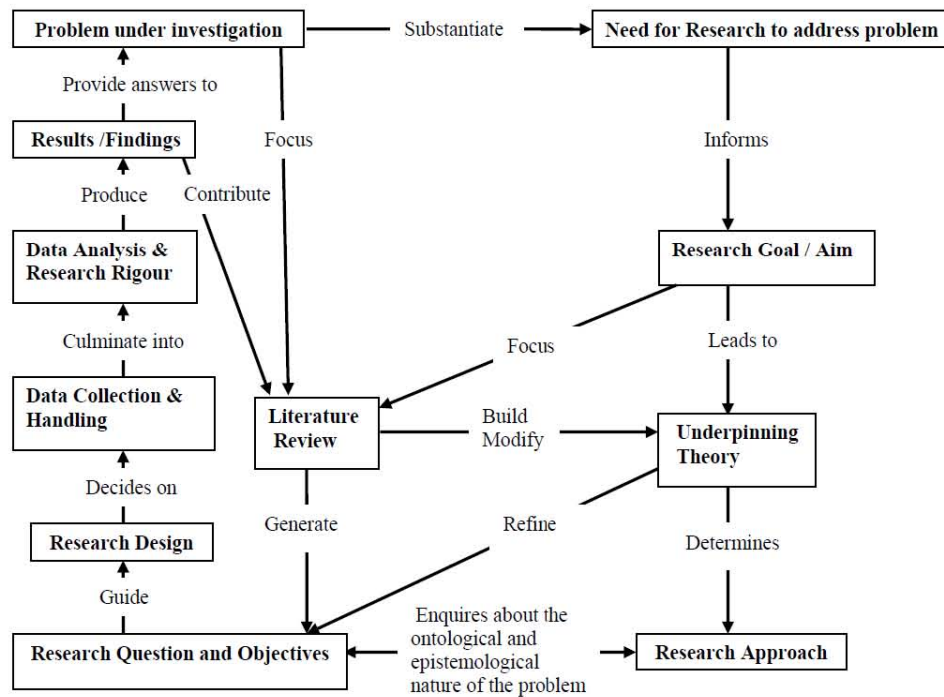 Problem under investigation
Substantiate
Need for Research to address problem
Provide answers to
Results /Findings
Focus
Informs
Produce
Contribute
Data Analysis &
Research Rigour
Research Goal / Aim
Culminate into
Focus
Leads to
Data Collection &
Handling
Literature
Review
Build
Modify
Underpinning
Theory
Decides on
Generate
Refine
Determines
Research Design
Guide
Enquires about the
ontological and
epistemological
nature of the problem
Research Question and Objectives
Research Approach